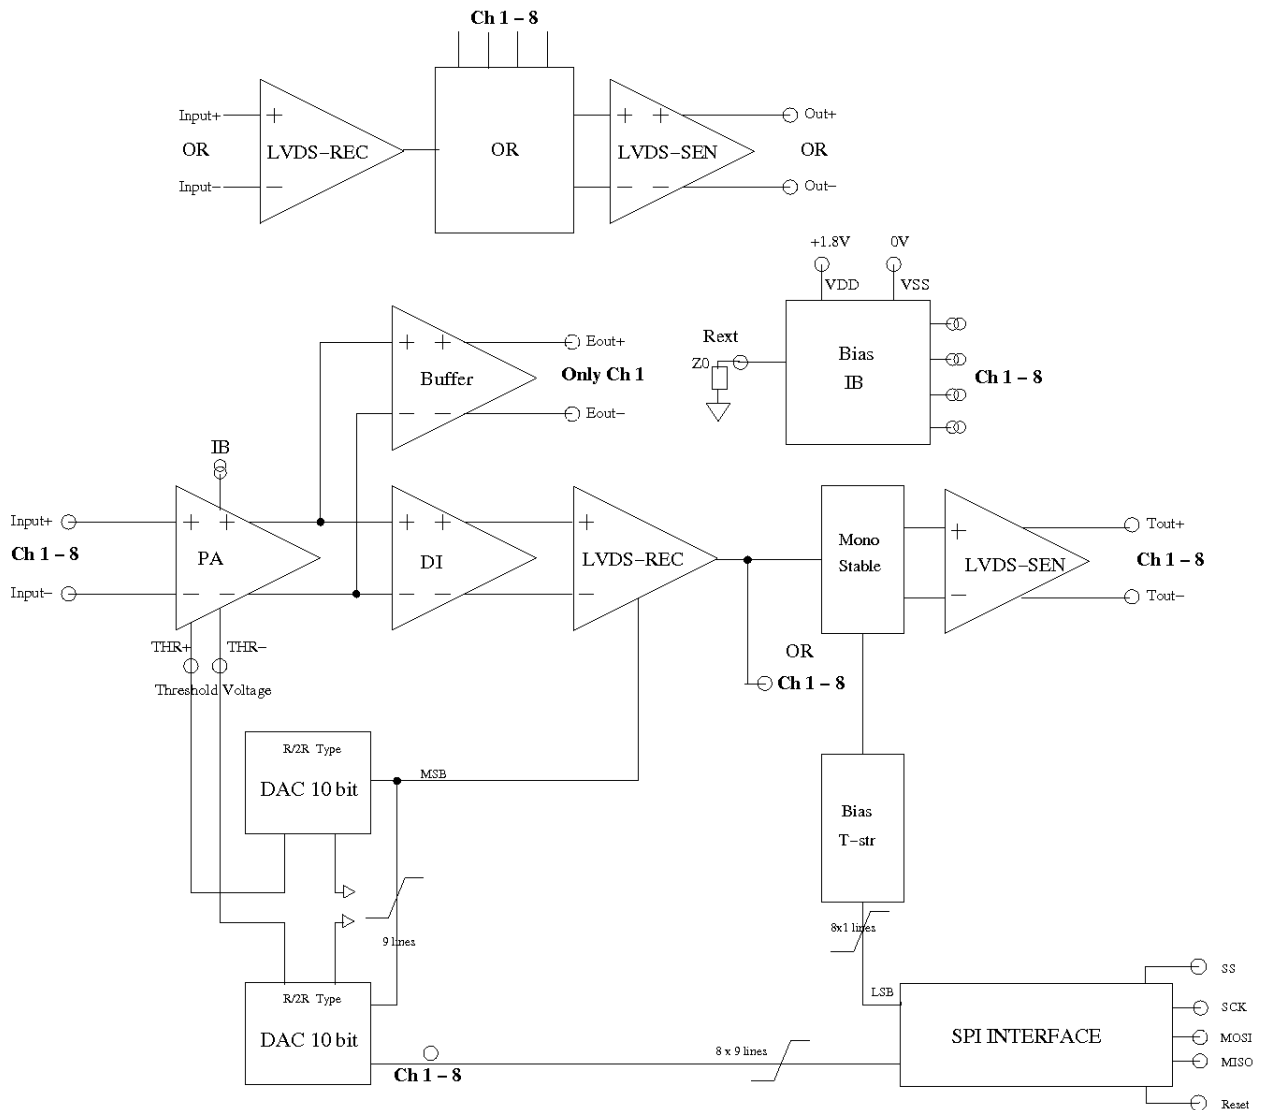 Ch 1 – 8
Input+
OR
Input−
+
−
LVDS−REC
OR
+ +
LVDS−SEN
− −
Out+
OR
Out−
+1.8V 0V
VDD VSS
Rext
Z0
Bias
IB
Ch 1 – 8
+ +
Buffer
− −
Eout+
Only Ch 1
Eout−
IB
Input+
Ch 1 – 8
Input−
+ +
PA
− −
+ +
DI
− −
+
LVDS−REC
−
Mono
Stable
+
LVDS−SEN
−
Tout+
Ch 1 – 8
Tout−
THR+ THR−
Threshold Voltage
OR
Ch 1 – 8
R/2R Type
DAC 10 bit
MSB
Bias
T−str
9 lines
8x1 lines
R/2R Type
DAC 10 bit
Ch 1 – 8
8 x 9 lines
LSB
SPI INTERFACE
SS
SCK
MOSI
MISO
Reset